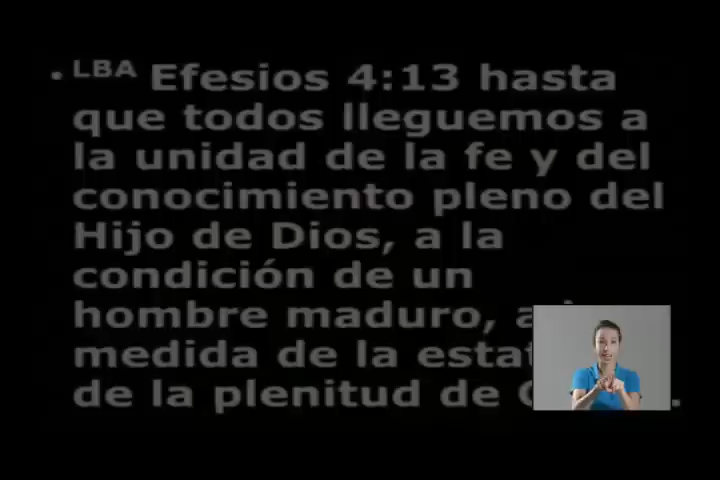 • LBA Efesios 4:13 hasta
que todos lleguemos a
la unidad de la fe y del
conocimiento pleno del
Hijo de Dios, a la
condición de un
hombre maduro, a
medida de la
de la plenitud de